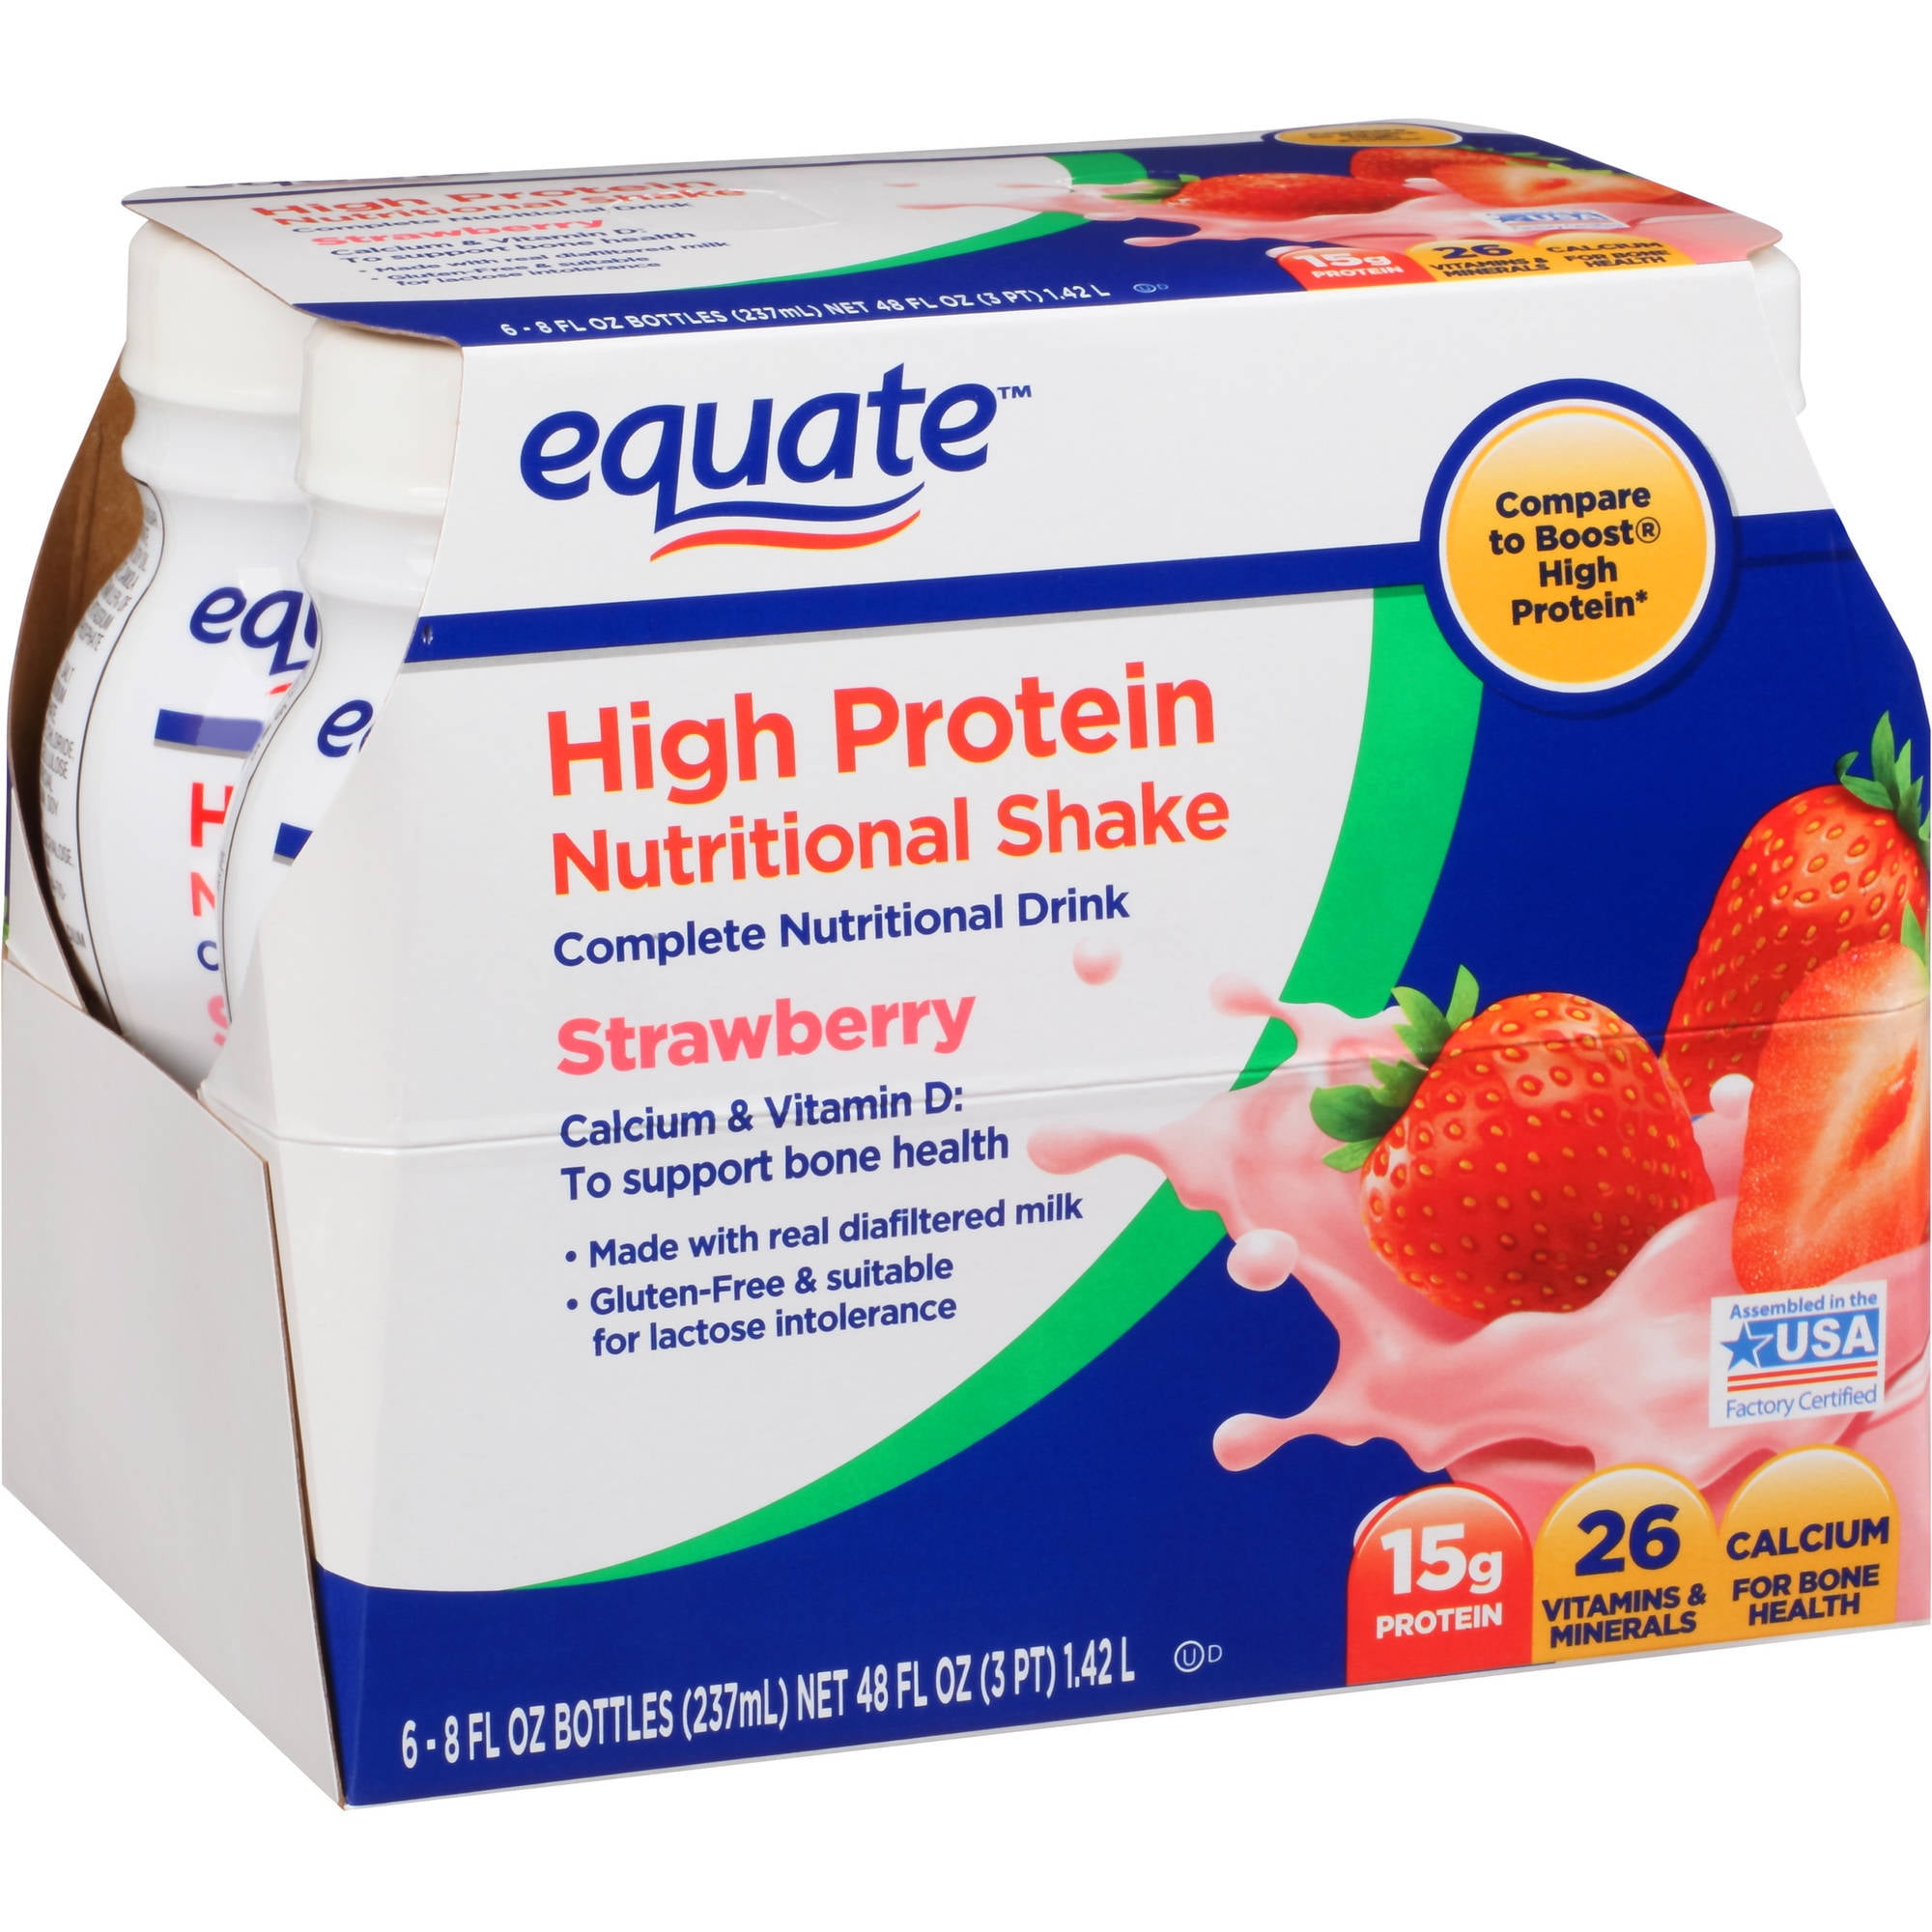 High Protein
Nutritional Shake
Complete Nutritional Drink
Strawberry
Calcium & Vitamin D:
To support bone health
• Made with real diafiltered milk
• Gluten-Free & suitable
for lactose intolerance
USA
15g
PROTEIN
26
VITAMINS &
MINERALS
CALCIUM
FOR BONE
HEALTH
6 - 8 FL OZ BOTTLES (237mL) NET 48 FL OZ (3 PT) 1.42 L UD
equate™
Compare
to Boost®
High
Protein*
High Protein
Nutritional Shake
Complete Nutritional Drink
Strawberry
Calcium & Vitamin D:
To support bone health
• Made with real diafiltered milk
• Gluten-Free & suitable
for lactose intolerance
Assembled in the
USA
Factory Certified
15g
PROTEIN
26
VITAMINS &
MINERALS
CALCIUM
FOR BONE
HEALTH
6 - 8 FL OZ BOTTLES (237mL) NET 48 FL OZ (3 PT) 1.42 L UD